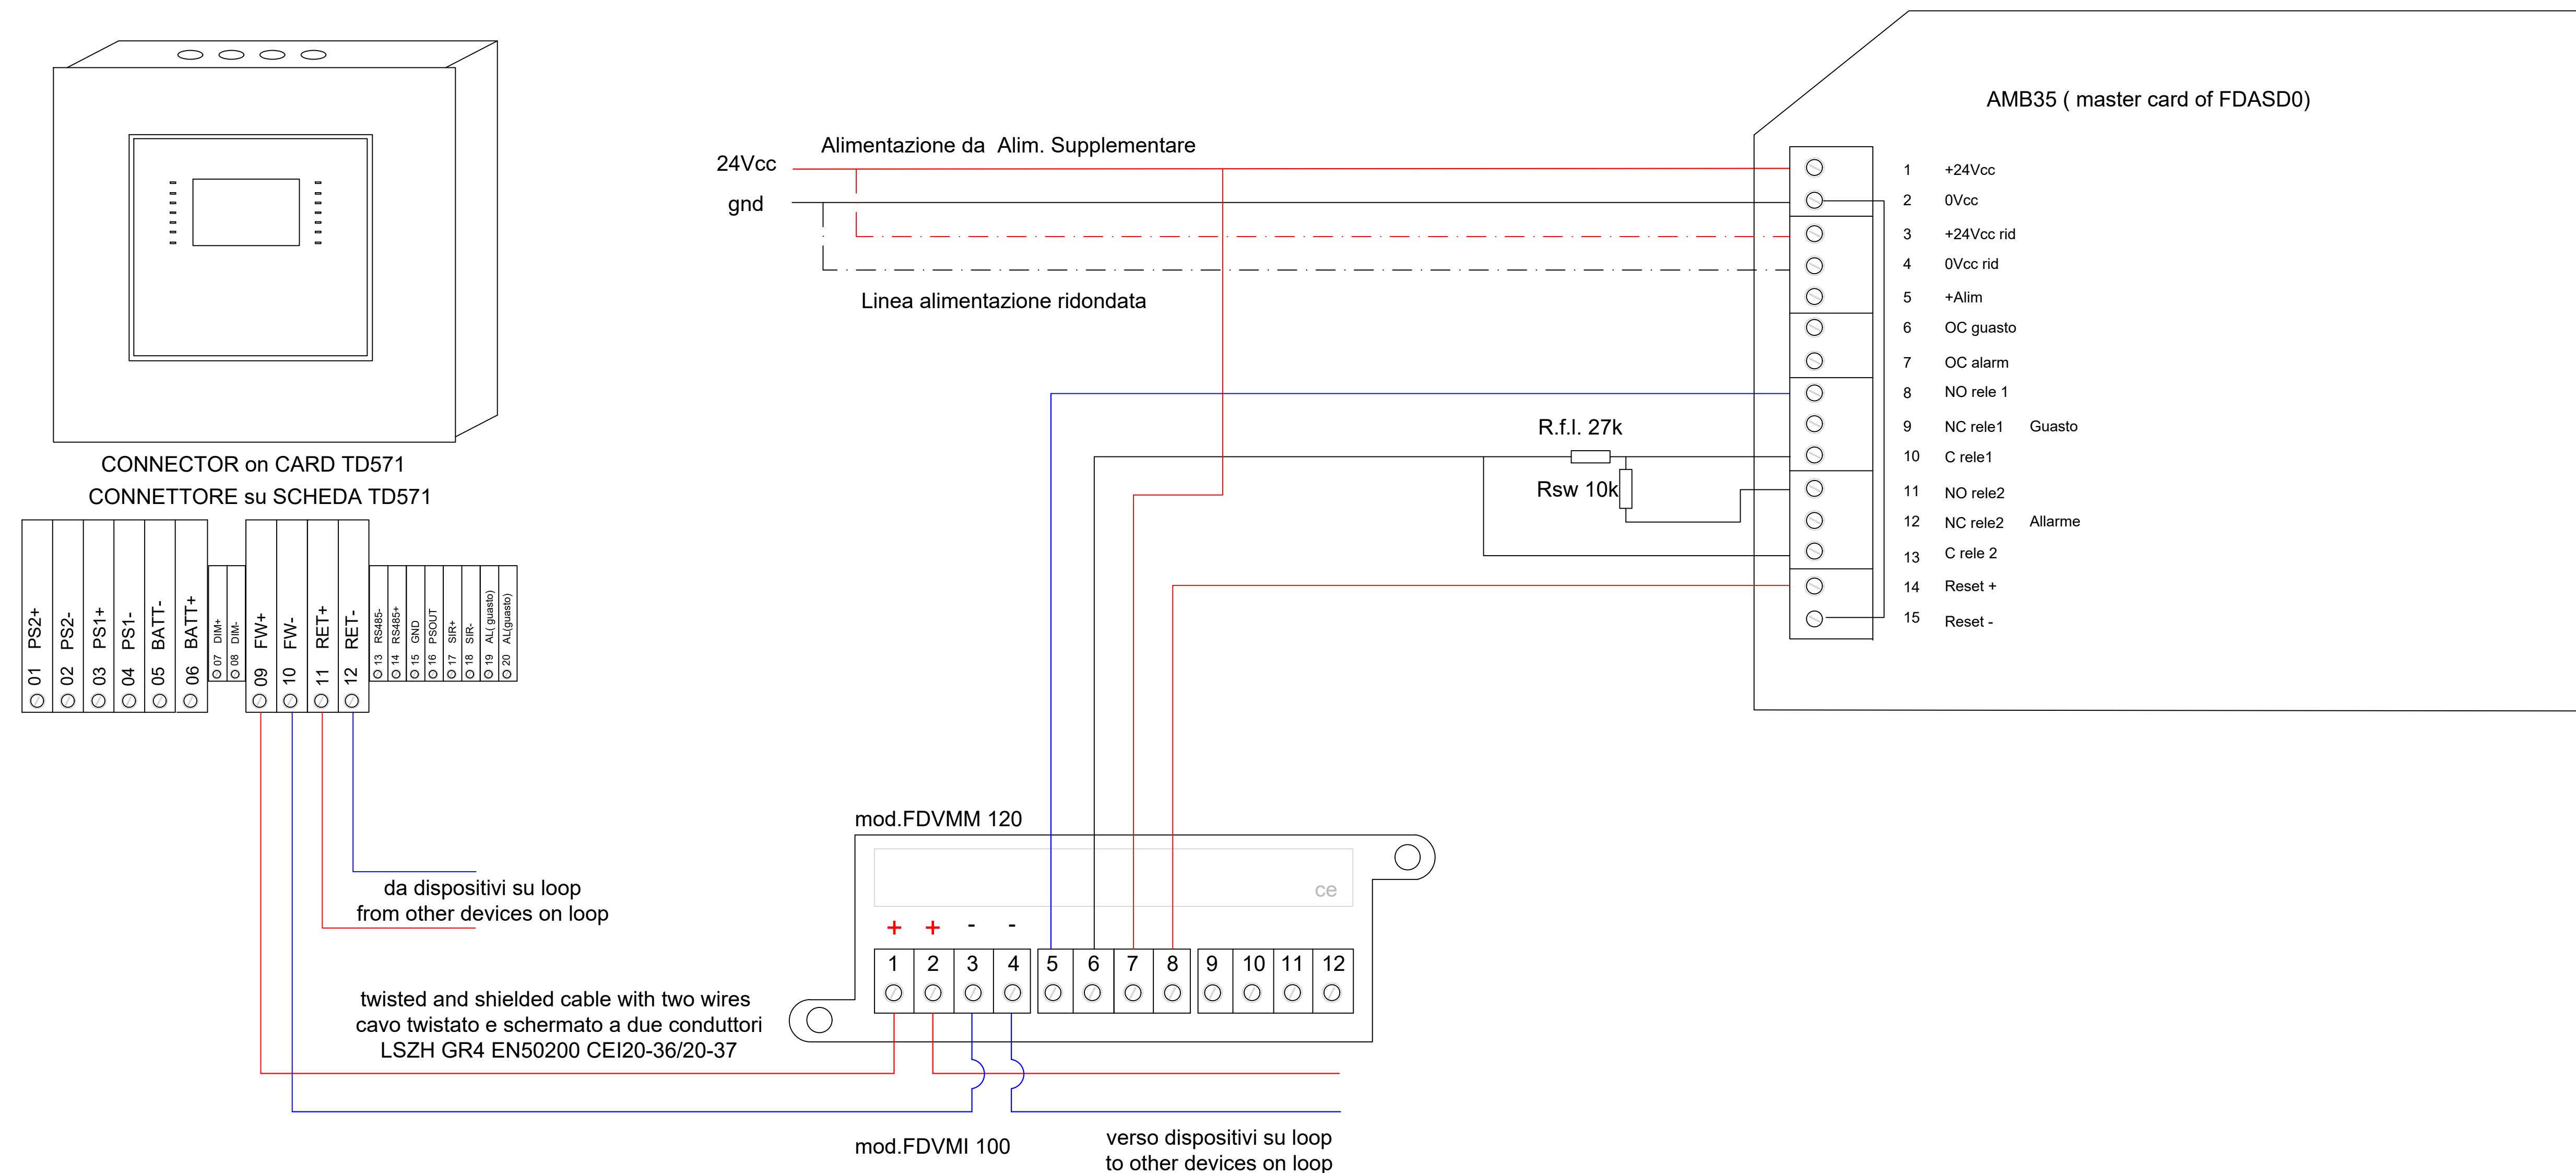 AMB35 ( master card of FDASD0)
Alimentazione da  Alim. Supplementare
24Vcc
gnd
Linea alimentazione ridondata
1 +24Vcc
2 0Vcc
3 +24Vcc rid
4 0Vcc rid
5 +Alim
6 OC guasto
7 OC alarm
8 NO rele 1
9 NC rele1 Guasto
10 C rele1
11 NO rele2
12 NC rele2 Allarme
13 C rele 2
14 Reset +
15 Reset -
R.f.l. 27k
Rsw 10k
CONNECTOR on CARD TD571
CONNETTORE su SCHEDA TD571
01 PS2+
02 PS2-
03 PS1+
04 PS1-
05 BATT-
06 BATT+
07 DIM+
08 DIM-
09 FW+
10 FW-
11 RET+
12 RET-
13 RS485-
14 RS485+
15 GND
16 PSOUT
17 SIR+
18 SIR-
19 AL( guasto)
20 AL(guasto)
da dispositivi su loop
from other devices on loop
mod.FDVMM 120
ce
+ + - -
1 2 3 4 5 6 7 8 9 10 11 12
twisted and shielded cable with two wires
cavo twistato e schermato a due conduttori
LSZH GR4 EN50200 CEI20-36/20-37
mod.FDVMI 100
verso dispositivi su loop
to other devices on loop